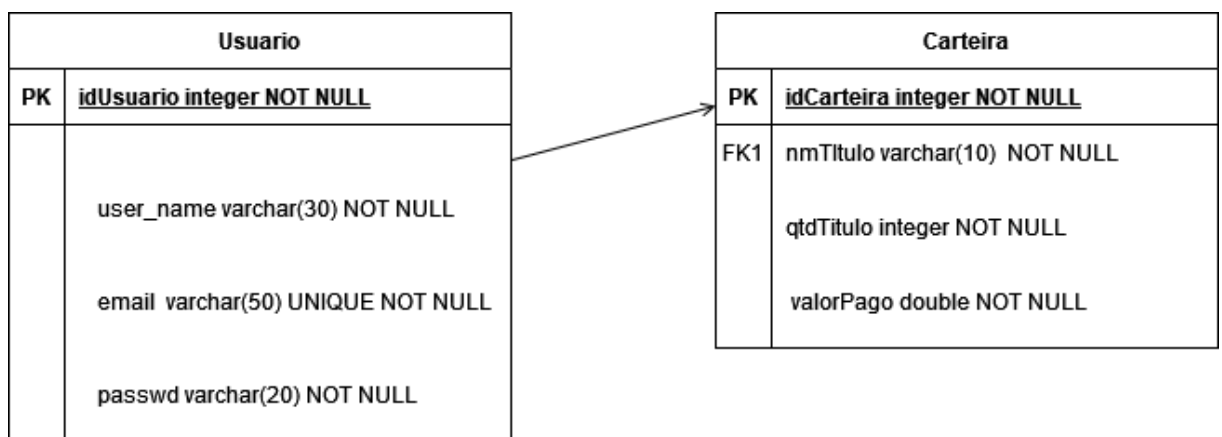 Usuario
PK idUsuario integer NOT NULL
user_name varchar(30) NOT NULL
email varchar(50) UNIQUE NOT NULL
passwd varchar(20) NOT NULL
Carteira
PK idCarteira integer NOT NULL
FK1 nmTItulo varchar(10) NOT NULL
qtdTitulo integer NOT NULL
valorPago double NOT NULL